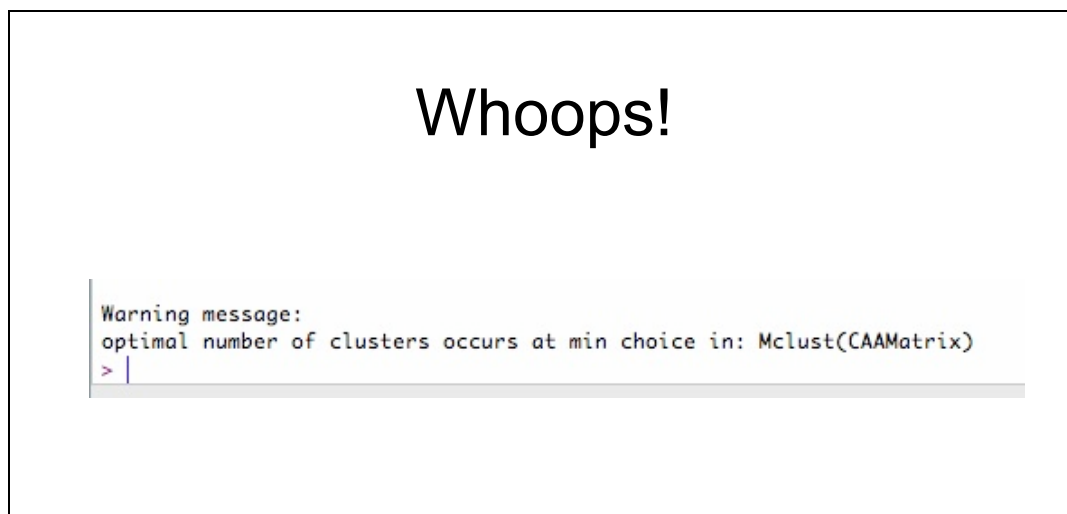 Whoops!
Warning message:
optimal number of clusters occurs at min choice in: Mclust(CAAMatrix)
>